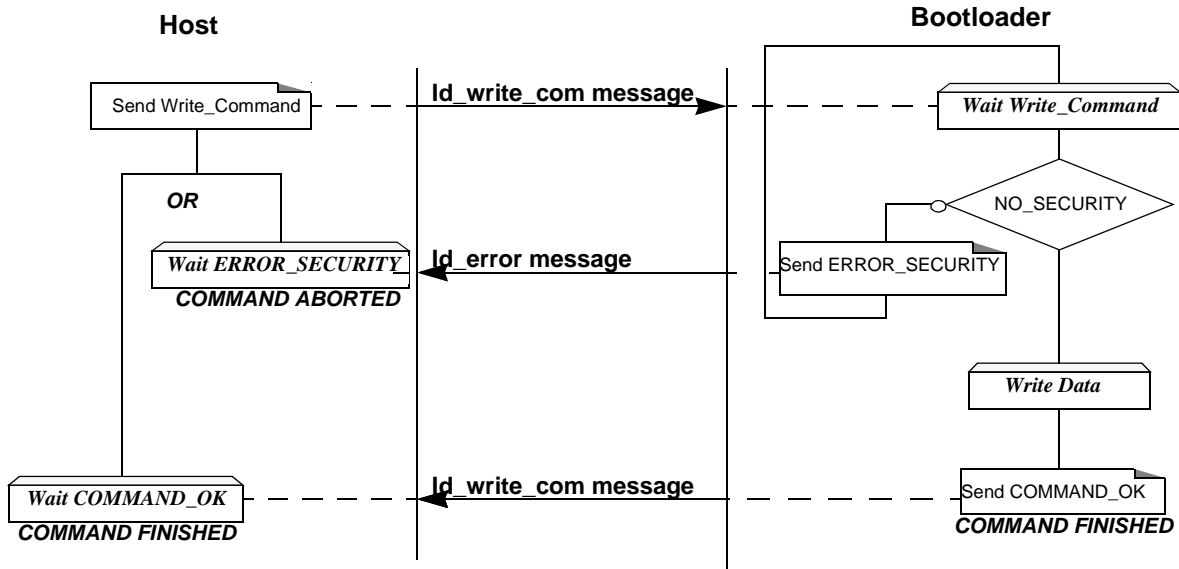 Host
Bootloader
Send Write_Command
Id_write_com message
Wait Write_Command
OR
NO_SECURITY
Wait ERROR_SECURITY
Id_error message
Send ERROR_SECURITY
COMMAND ABORTED
Write Data
Wait COMMAND_OK
Id_write_com message
Send COMMAND_OK
COMMAND FINISHED
COMMAND FINISHED